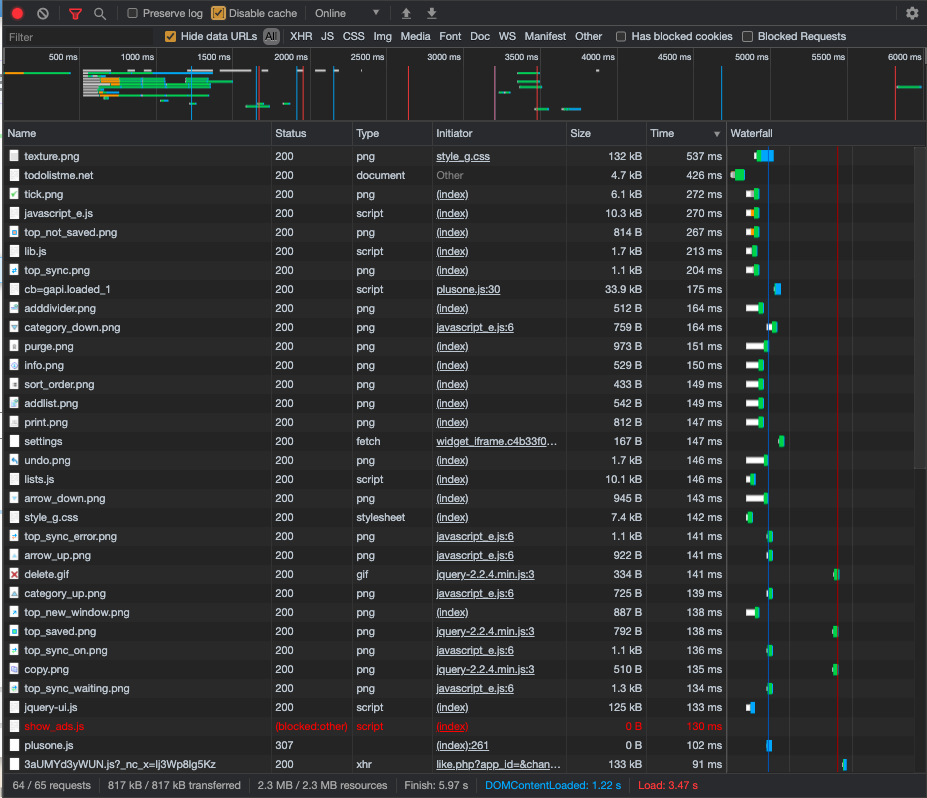 Preserve log Disable cache Online
Filter Hide data URLs All XHR JS CSS Img Media Font Doc WS Manifest Other Has blocked cookies Blocked Requests
500 ms 1000 ms 1500 ms 2000 ms 2500 ms 3000 ms 3500 ms 4000 ms 4500 ms 5000 ms 5500 ms 6000 ms
Name Status Type Initiator Size Time Waterfall
texture.png 200 png style_g.css 132 kB 537 ms
todolistme.net 200 document Other 4.7 kB 426 ms
tick.png 200 png (index) 6.1 kB 272 ms
javascript_e.js 200 script (index) 10.3 kB 270 ms
top_not_saved.png 200 png (index) 814 B 267 ms
lib.js 200 script (index) 1.7 kB 213 ms
top_sync.png 200 png (index) 1.1 kB 204 ms
cb=gapi.loaded_1 200 script plusone.js:30 33.9 kB 175 ms
adddivider.png 200 png (index) 512 B 164 ms
category_down.png 200 png javascript_e.js:6 759 B 164 ms
purge.png 200 png (index) 973 B 151 ms
info.png 200 png (index) 529 B 150 ms
sort_order.png 200 png (index) 433 B 149 ms
addlist.png 200 png (index) 542 B 149 ms
print.png 200 png (index) 812 B 147 ms
settings 200 fetch widget_iframe.c4b33f0... 167 B 147 ms
undo.png 200 png (index) 1.7 kB 146 ms
lists.js 200 script (index) 10.1 kB 146 ms
arrow_down.png 200 png (index) 945 B 143 ms
style_g.css 200 stylesheet (index) 7.4 kB 142 ms
top_sync_error.png 200 png javascript_e.js:6 1.1 kB 141 ms
arrow_up.png 200 png javascript_e.js:6 922 B 141 ms
delete.gif 200 gif jquery-2.2.4.min.js:3 334 B 141 ms
category_up.png 200 png javascript_e.js:6 725 B 139 ms
top_new_window.png 200 png (index) 887 B 138 ms
top_saved.png 200 png jquery-2.2.4.min.js:3 792 B 138 ms
top_sync_on.png 200 png javascript_e.js:6 1.1 kB 136 ms
copy.png 200 png jquery-2.2.4.min.js:3 510 B 135 ms
top_sync_waiting.png 200 png javascript_e.js:6 1.3 kB 134 ms
jquery-ui.js 200 script (index) 125 kB 133 ms
show_ads.js (blocked:other) script (index) 0 B 130 ms
plusone.js 307 (index):261 0 B 102 ms
3aUMYd3yWUN.js?_nc_x=Ij3Wp8lg5Kz 200 xhr like.php?app_id=&chan... 133 kB 91 ms
64 / 65 requests 817 kB / 817 kB transferred 2.3 MB / 2.3 MB resources Finish: 5.97 s DOMContentLoaded: 1.22 s Load: 3.47 s